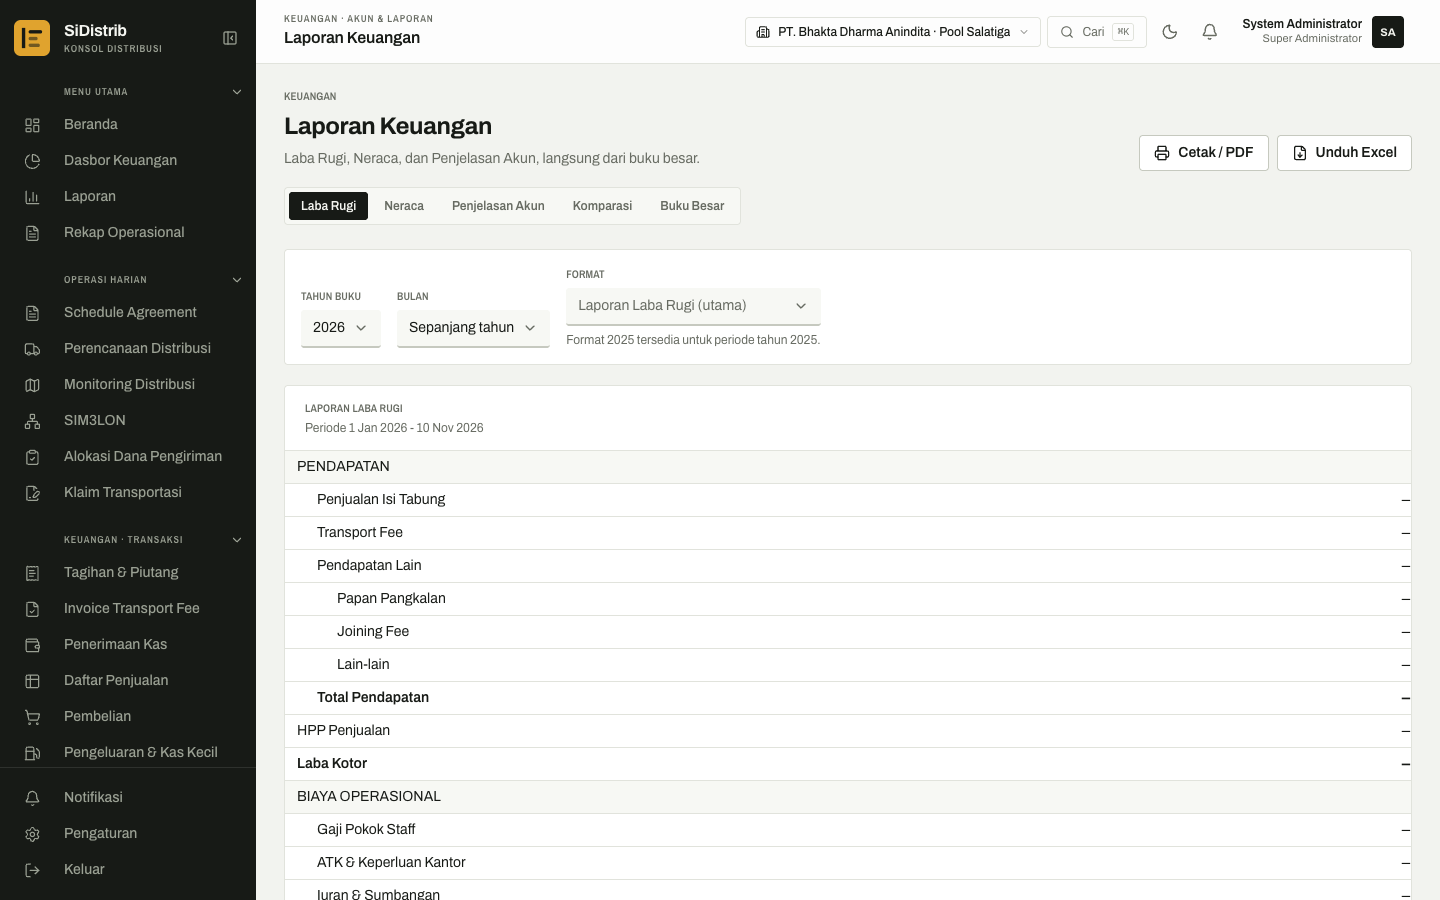 SiDistrib
KONSOL DISTRIBUSI
MENU UTAMA
Beranda
Dasbor Keuangan
Laporan
Rekap Operasional
OPERASI HARIAN
Schedule Agreement
Perencanaan Distribusi
Monitoring Distribusi
SIM3LON
Alokasi Dana Pengiriman
Klaim Transportasi
KEUANGAN · TRANSAKSI
Tagihan & Piutang
Invoice Transport Fee
Penerimaan Kas
Daftar Penjualan
Pembelian
Pengeluaran & Kas Kecil
Notifikasi
Pengaturan
Keluar
KEUANGAN · AKUN & LAPORAN
Laporan Keuangan
PT. Bhakta Dharma Anindita · Pool Salatiga
Cari ⌘K
System Administrator
Super Administrator
SA
KEUANGAN
Laporan Keuangan
Laba Rugi, Neraca, dan Penjelasan Akun, langsung dari buku besar.
Cetak / PDF
Unduh Excel
Laba Rugi Neraca Penjelasan Akun Komparasi Buku Besar
TAHUN BUKU
2026
BULAN
Sepanjang tahun
FORMAT
Laporan Laba Rugi (utama)
Format 2025 tersedia untuk periode tahun 2025.
LAPORAN LABA RUGI
Periode 1 Jan 2026 - 10 Nov 2026
PENDAPATAN
Penjualan Isi Tabung –
Transport Fee –
Pendapatan Lain –
Papan Pangkalan –
Joining Fee –
Lain-lain –
Total Pendapatan –
HPP Penjualan –
Laba Kotor –
BIAYA OPERASIONAL
Gaji Pokok Staff –
ATK & Keperluan Kantor –
Iuran & Sumbangan –